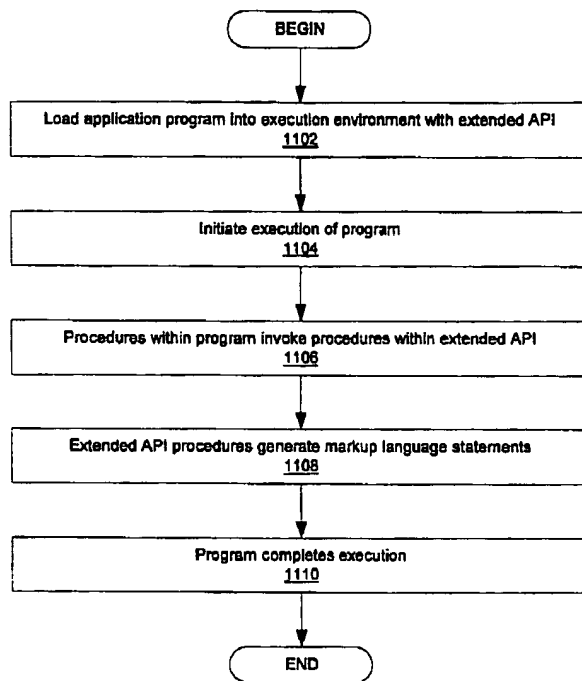 BEGIN
Load application program into execution environment with extended API
1102
Initiate execution of program
1104
Procedures within program invoke procedures within extended API
1106
Extended API procedures generate markup language statements
1108
Program completes execution
1110
END